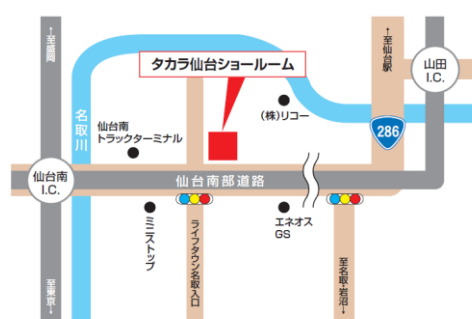 ←至盛岡
名取川
タカラ仙台ショールーム
←至仙台駅
山田
I.C.
(株)リコー
286
仙台南
トラックターミナル
仙台南
I.C.
仙台南部道路
ミニストップ
ライフタウン名取入口
エネオス
GS
至東京→
至名取・岩沼→